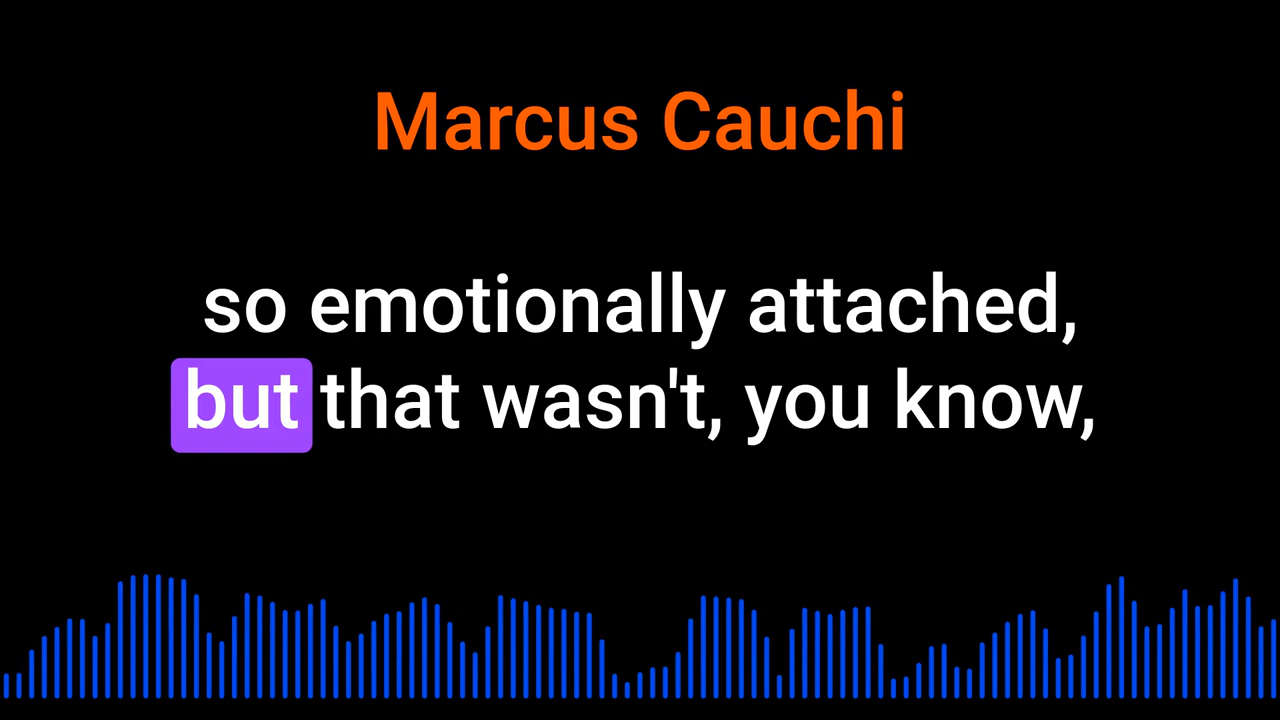 Marcus Cauchi
so emotionally attached,
but that wasn't, you know,